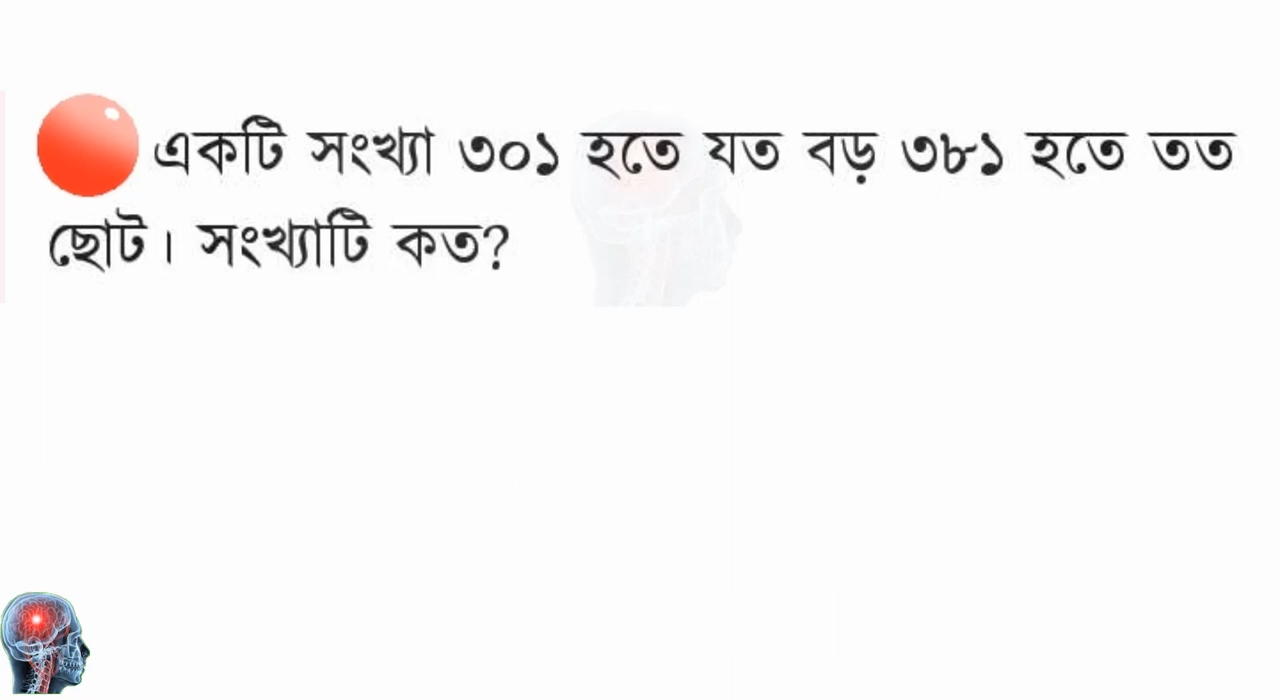 একটি সংখ্যা ৩০১ হতে যত বড় ৩৮১ হতে তত
ছোট। সংখ্যাটি কত?